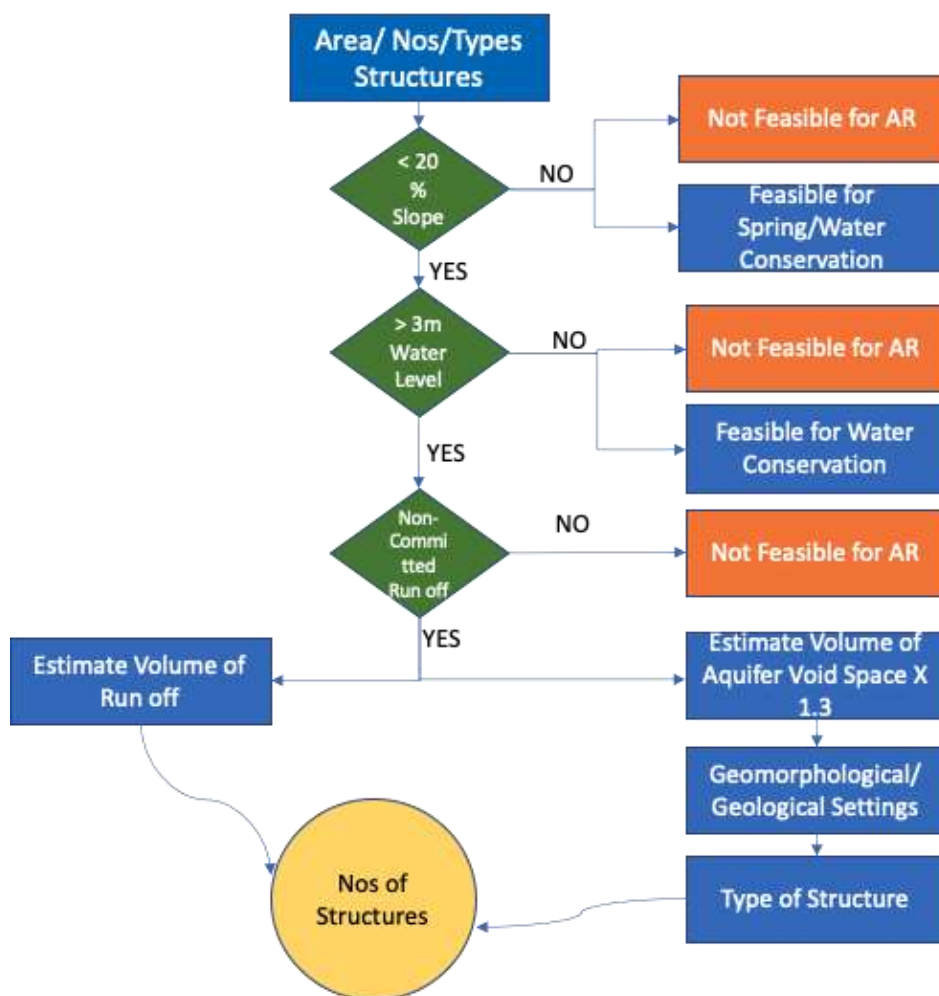 Area/ Nos/Types
Structures
Not Feasible for AR
< 20
%
Slope
NO
Feasible for
Spring/Water
Conservation
YES
> 3m
Water
Level
NO
Not Feasible for AR
Feasible for Water
Conservation
YES
Non-
Commi
tted
Run off
NO
Not Feasible for AR
YES
Estimate Volume of
Run off
Estimate Volume of
Aquifer Void Space X
1.3
Geomorphological/
Geological Settings
Type of Structure
Nos of
Structures